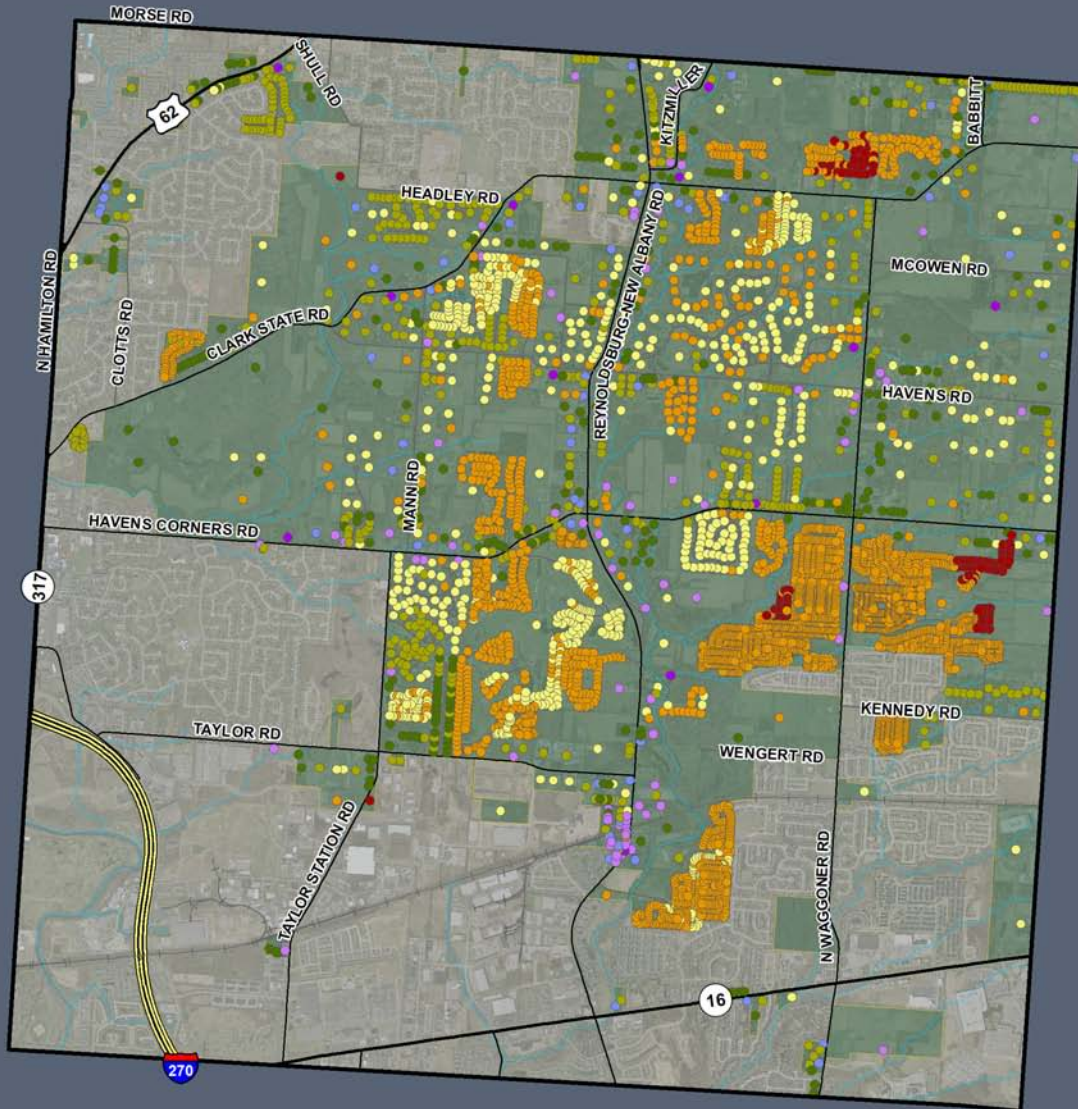 MORSE RD
SHULL RD
62
KITZMILLER
BABBITT
HEADLEY RD
REYNOLDSBURG-NEW ALBANY RD
MCOWEN RD
N HAMILTON RD
CLOTTS RD
CLARK STATE RD
HAVENS RD
MANN RD
HAVENS CORNERS RD
317
KENNEDY RD
TAYLOR RD
WENGERT RD
TAYLOR STATION RD
N WAGGONER RD
16
270